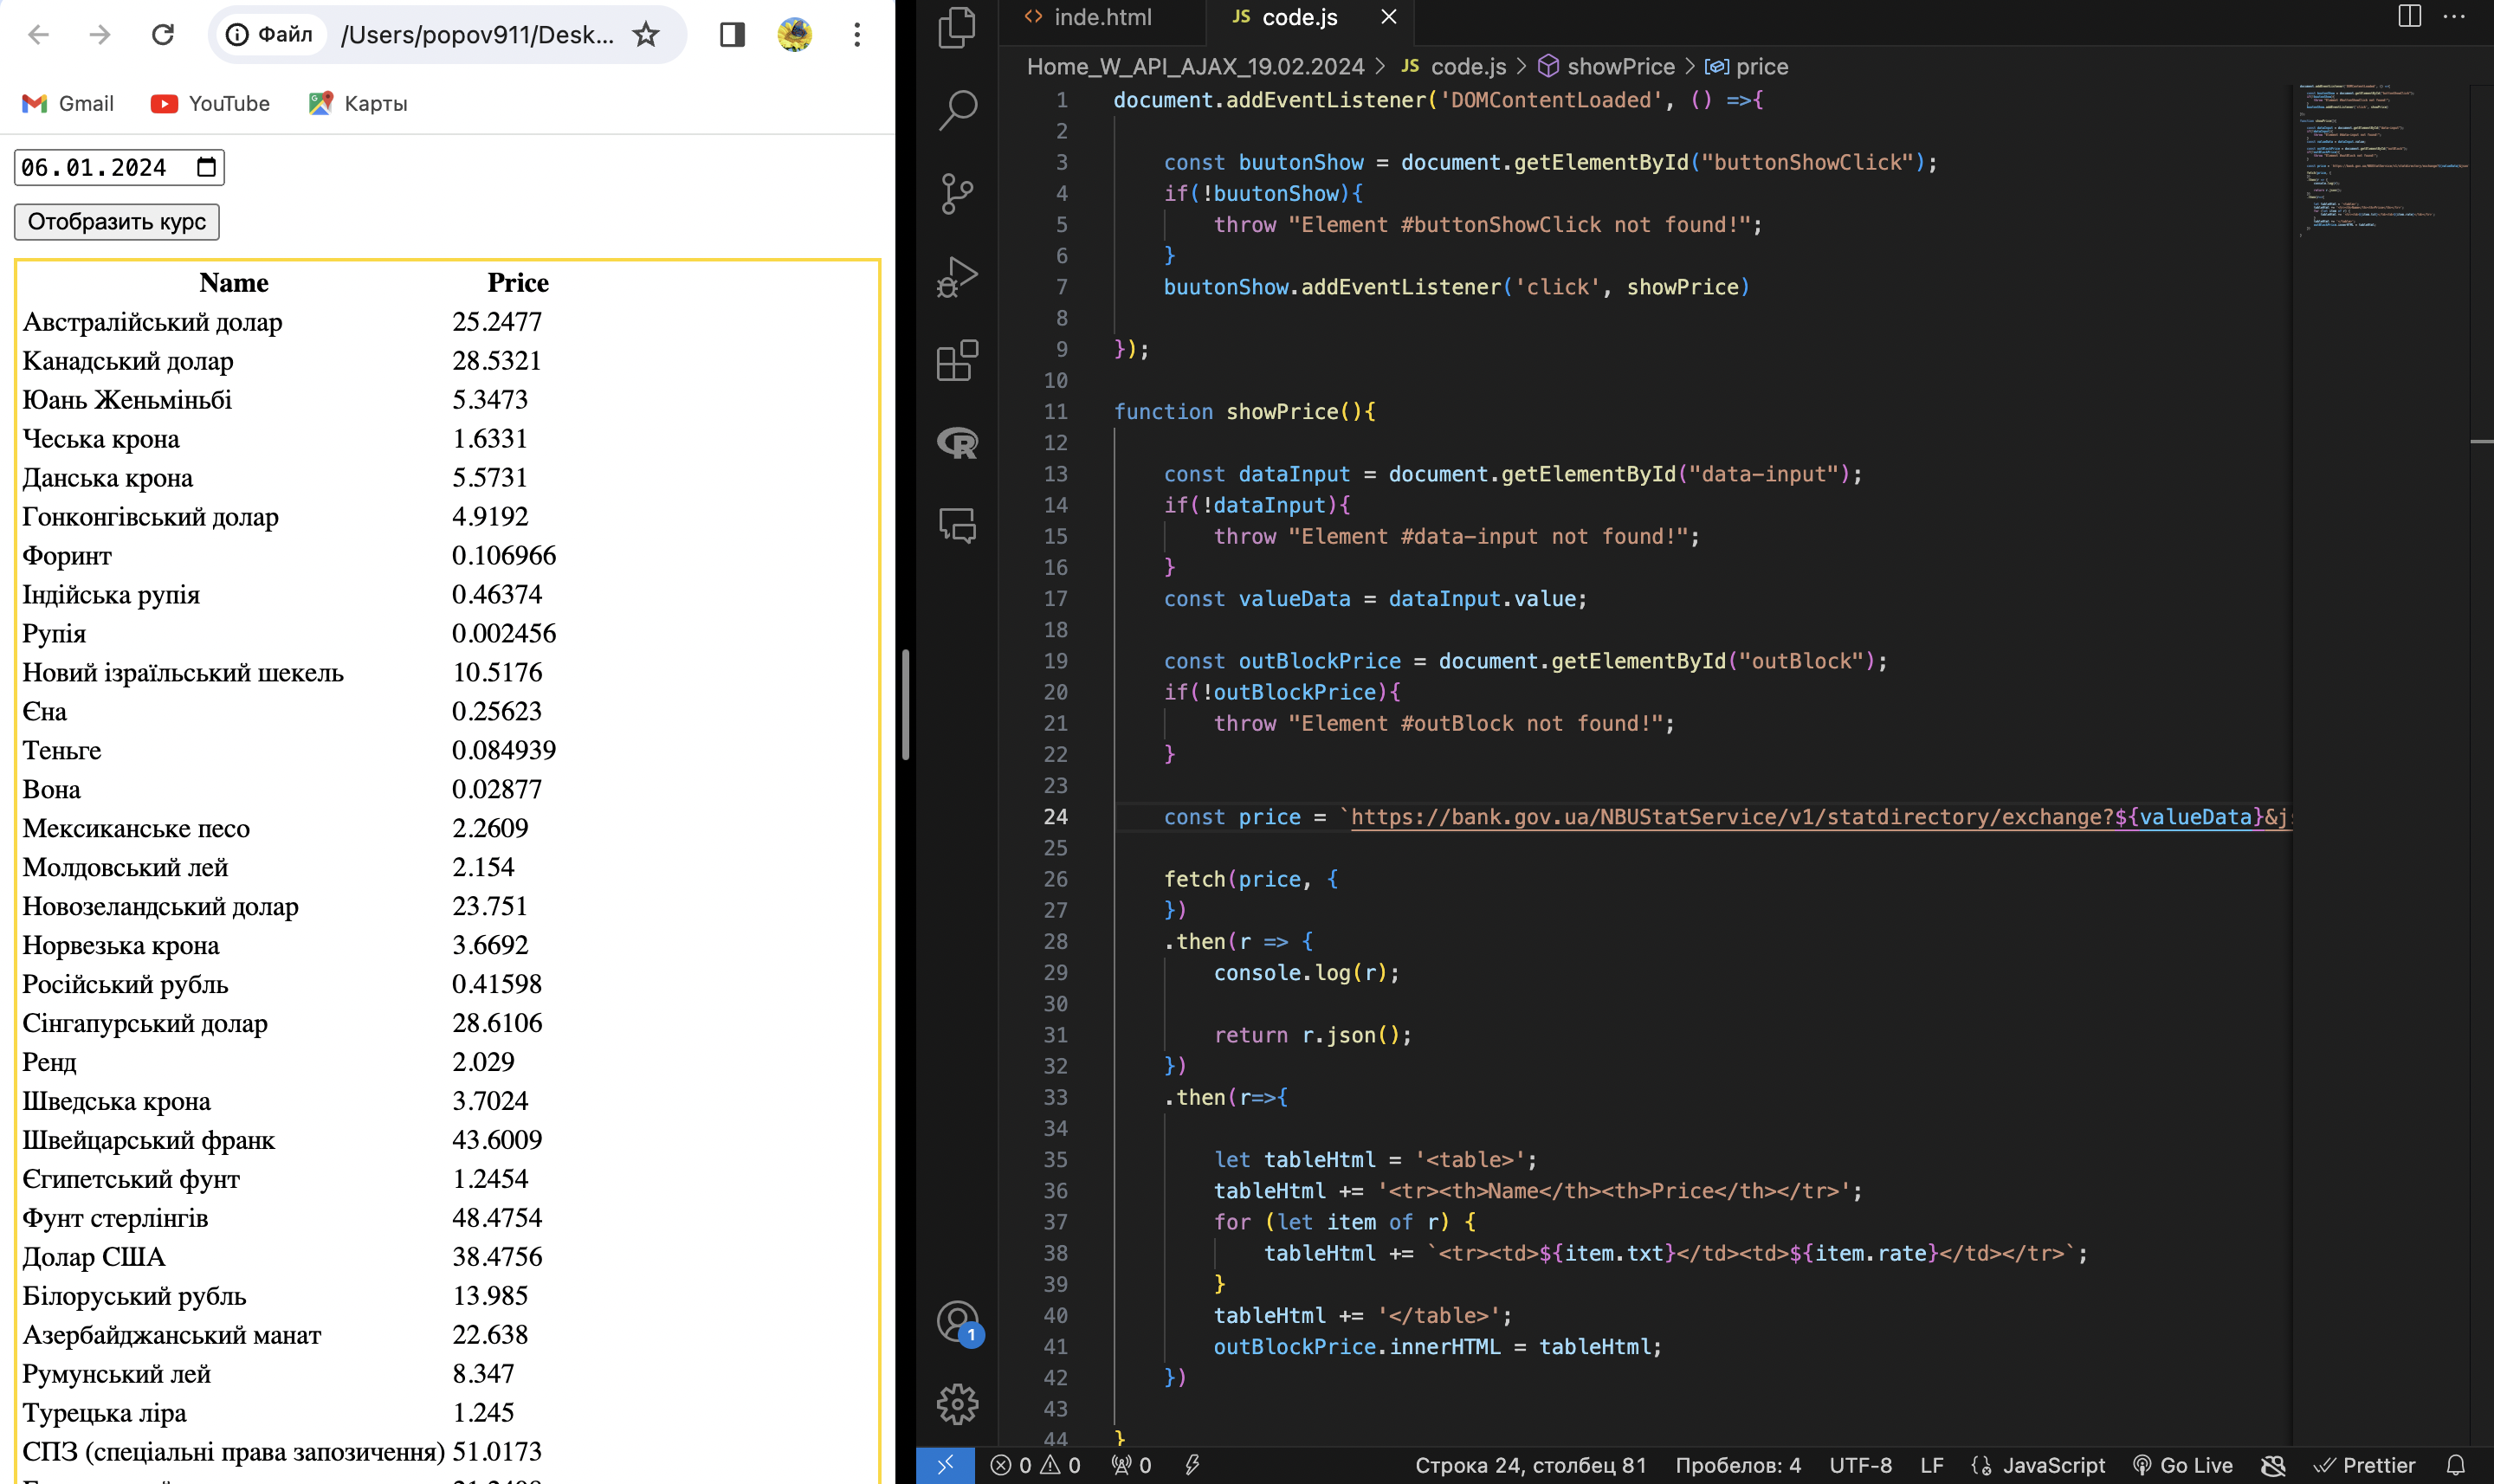 Файл
/Users/popov911/Desk...
Gmail
YouTube
Карты
06.01.2024
Отобразить курс
Name Price
Австралійський долар 25.2477
Канадський долар 28.5321
Юань Женьміньбі 5.3473
Чеська крона 1.6331
Данська крона 5.5731
Гонконгівський долар 4.9192
Форинт 0.106966
Індійська рупія 0.46374
Рупія 0.002456
Новий ізраїльський шекель 10.5176
Єна 0.25623
Теньге 0.084939
Вона 0.02877
Мексиканське песо 2.2609
Молдовський лей 2.154
Новозеландський долар 23.751
Норвезька крона 3.6692
Російський рубль 0.41598
Сінгапурський долар 28.6106
Ренд 2.029
Шведська крона 3.7024
Швейцарський франк 43.6009
Єгипетський фунт 1.2454
Фунт стерлінгів 48.4754
Долар США 38.4756
Білоруський рубль 13.985
Азербайджанський манат 22.638
Румунський лей 8.347
Турецька ліра 1.245
СПЗ (спеціальні права запозичення) 51.0173
<> inde.html
JS code.js
Home_W_API_AJAX_19.02.2024 > JS code.js > showPrice > price
1 document.addEventListener('DOMContentLoaded', () =>{
2
3 const buutonShow = document.getElementById("buttonShowClick");
4 if(!buutonShow){
5 throw "Element #buttonShowClick not found!";
6 }
7 buutonShow.addEventListener('click', showPrice)
8
9 });
10
11 function showPrice(){
12
13 const dataInput = document.getElementById("data-input");
14 if(!dataInput){
15 throw "Element #data-input not found!";
16 }
17 const valueData = dataInput.value;
18
19 const outBlockPrice = document.getElementById("outBlock");
20 if(!outBlockPrice){
21 throw "Element #outBlock not found!";
22 }
23
24 const price = `https://bank.gov.ua/NBUStatService/v1/statdirectory/exchange?${valueData}&j
25
26 fetch(price, {
27 })
28 .then(r => {
29 console.log(r);
30
31 return r.json();
32 })
33 .then(r=>{
34
35 let tableHtml = '<table>';
36 tableHtml += '<tr><th>Name</th><th>Price</th></tr>';
37 for (let item of r) {
38 tableHtml += `<tr><td>${item.txt}</td><td>${item.rate}</td></tr>`;
39 }
40 tableHtml += '</table>';
41 outBlockPrice.innerHTML = tableHtml;
42 })
43
44 }
1
0 0 0 Строка 24, столбец 81 Пробелов: 4 UTF-8 LF JavaScript Go Live Prettier